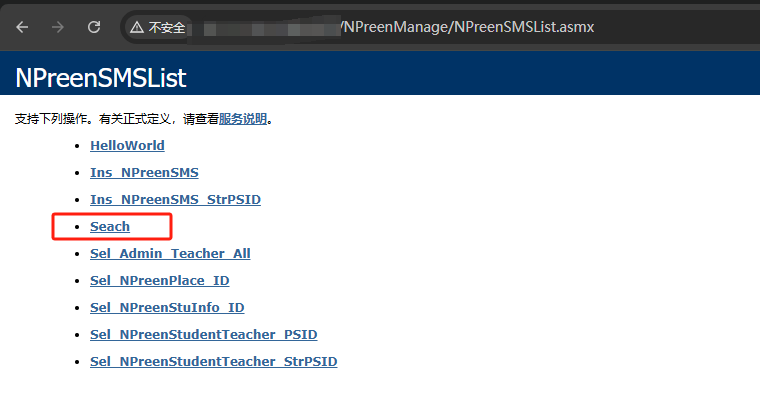 不安全 /NPreenManage/NPreenSMSList.asmx
NPreenSMSList
支持下列操作。有关正式定义，请查看服务说明。
HelloWorld
Ins_NPreenSMS
Ins_NPreenSMS_StrPSID
Seach
Sel_Admin_Teacher_All
Sel_NPreenPlace_ID
Sel_NPreenStuInfo_ID
Sel_NPreenStudentTeacher_PSID
Sel_NPreenStudentTeacher_StrPSID